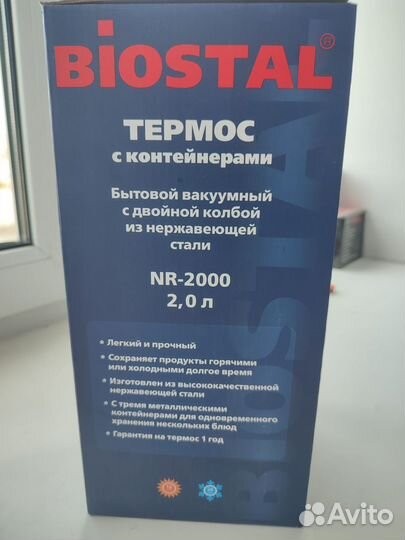 BIOSTAL®
ТЕРМОС
с контейнерами
Бытовой вакуумный
с двойной колбой
из нержавеющей
стали
NR-2000
2,0 л
• Легкий и прочный
• Сохраняет продукты горячими
или холодными долгое время
• Изготовлен из высококачественной
нержавеющей стали
• С тремя металлическими
контейнерами для одновременного
хранения нескольких блюд
• Гарантия на термос 1 год
BIOSTAL
Avito